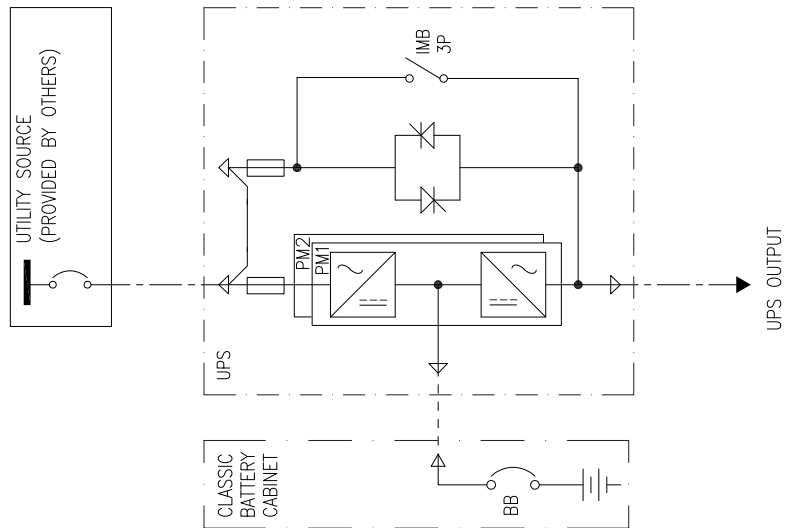 UTILITY SOURCE
(PROVIDED BY OTHERS)
IMB
3P
PM2
PM1
UPS
UPS OUTPUT
CLASSIC
BATTERY
CABINET
BB